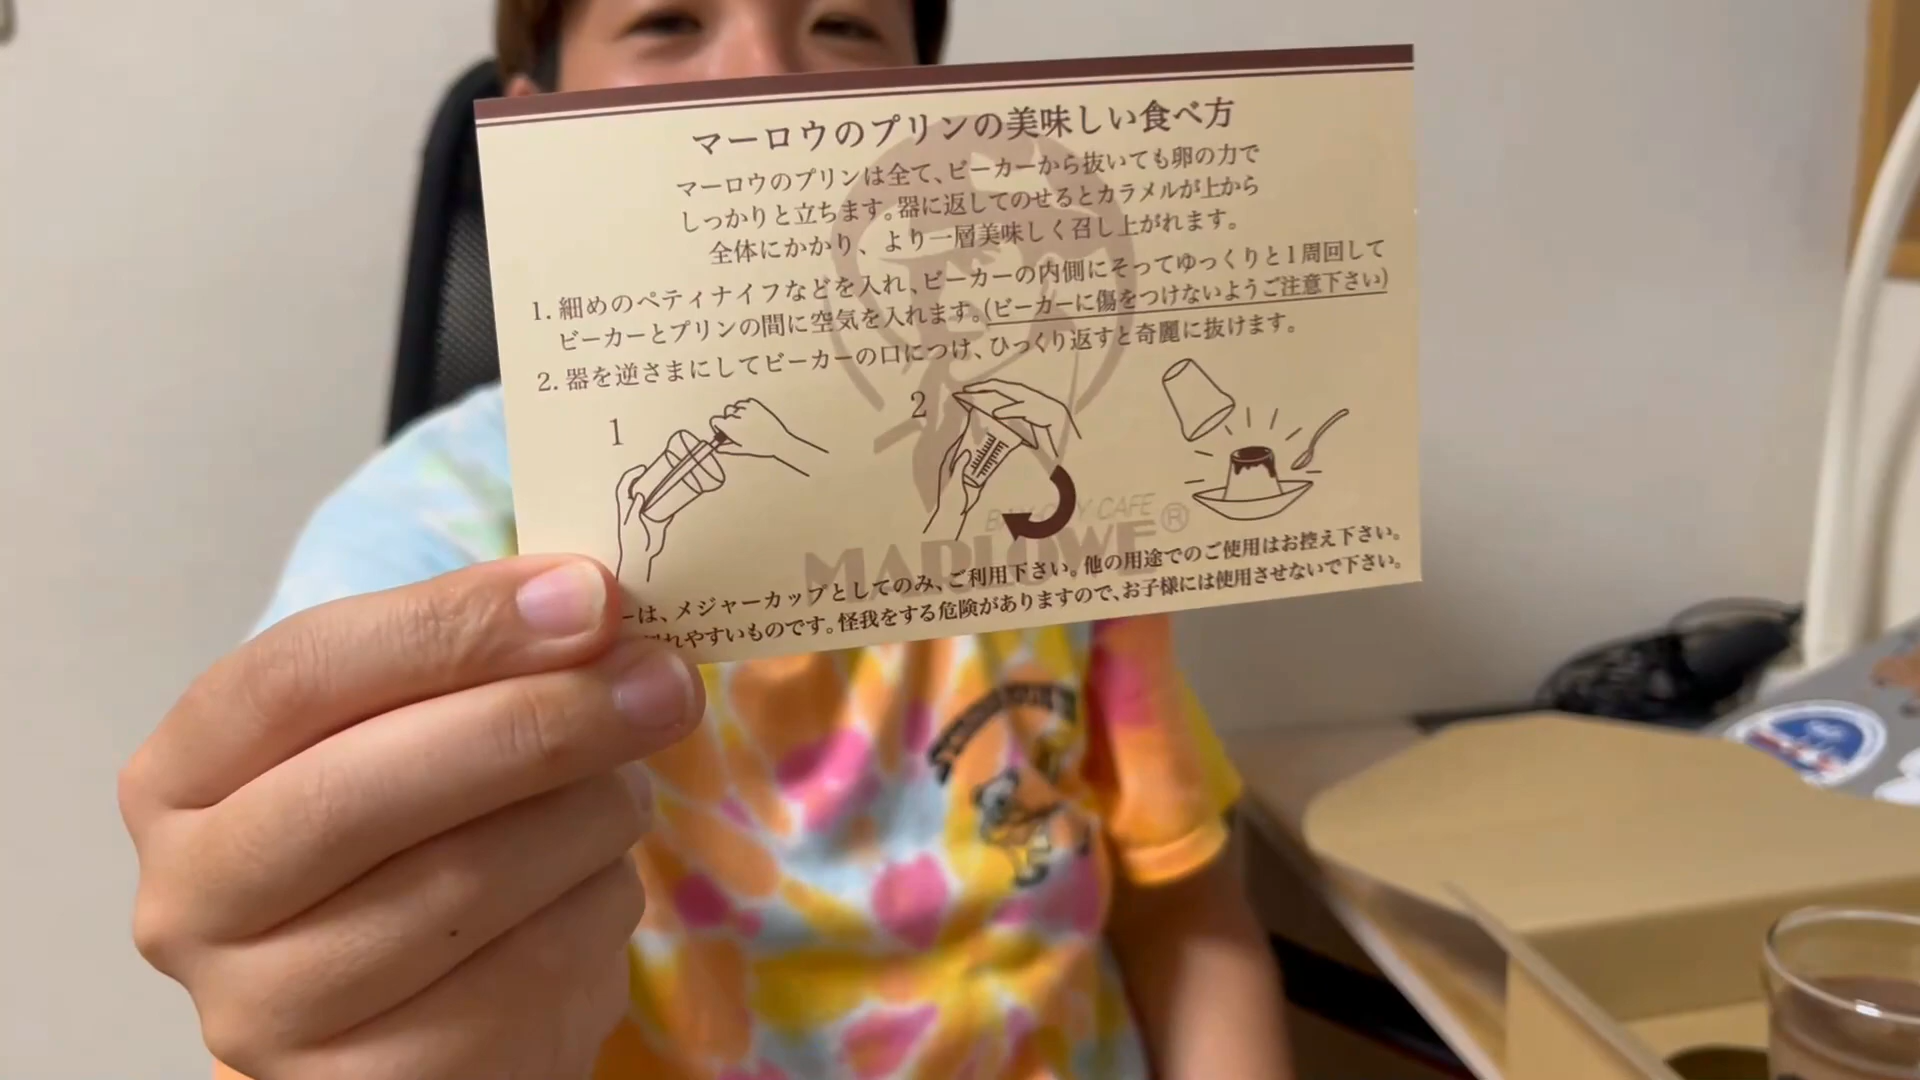 マーロウのプリンの美味しい食べ方
マーロウのプリンは全て、ビーカーから抜いても卵の力で
しっかりと立ちます。器に返してのせるとカラメルが上から
全体にかかり、より一層美味しく召し上がれます。
1. 細めのペティナイフなどを入れ、ビーカーの内側にそってゆっくりと1周回して
ビーカーとプリンの間に空気を入れます。(ビーカーに傷をつけないようご注意下さい)
2. 器を逆さまにしてビーカーの口につけ、ひっくり返すと奇麗に抜けます。
1
2
CAFE
MARLOWE®
ーは、メジャーカップとしてのみ、ご利用下さい。他の用途でのご使用はお控え下さい。
れやすいものです。怪我をする危険がありますので、お子様には使用させないで下さい。